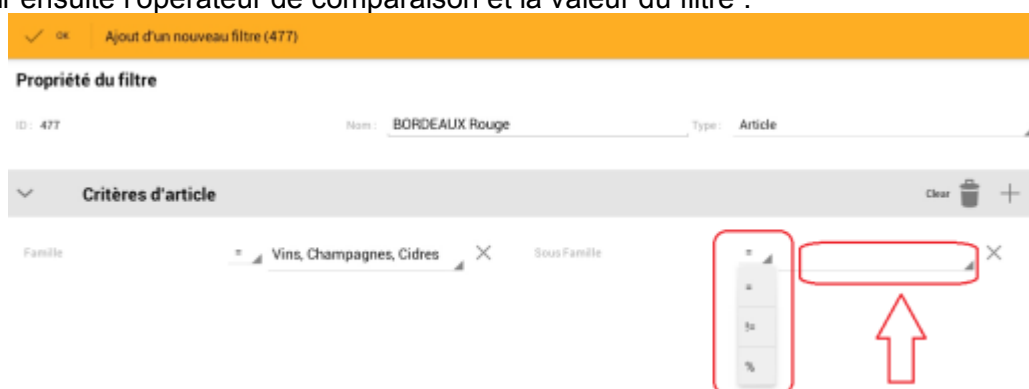 ensuite l'opérateur de comparaison et la valeur du filtre :
OK Ajout d'un nouveau filtre (477)
Propriété du filtre
ID : 477 Nom : BORDEAUX Rouge Type : Article
Critères d'article Clear
Famille = Vins, Champagnes, Cidres Sous Famille =
=
!=
%